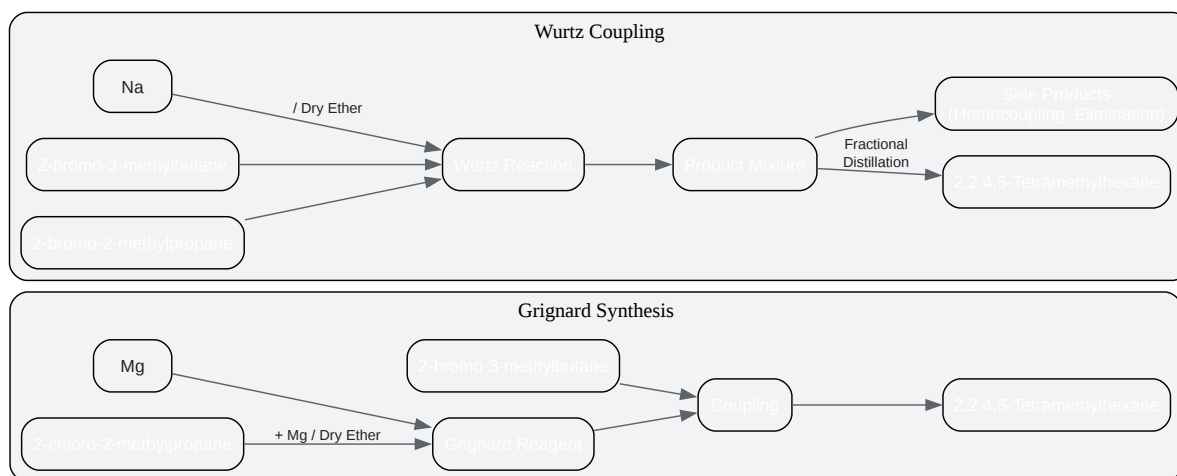 Wurtz Coupling
Na
/ Dry Ether
2-bromo-3-methylbutane
2-bromo-2-methylpropane
Wurtz Reaction
Product Mixture
Fractional
Distillation
Side Products
(Homocoupling, Elimination)
2,2,4,5-Tetramethylhexane
Grignard Synthesis
Mg
2-chloro-2-methylpropane
+ Mg / Dry Ether
2-bromo-3-methylbutane
Grignard Reagent
Coupling
2,2,4,5-Tetramethylhexane